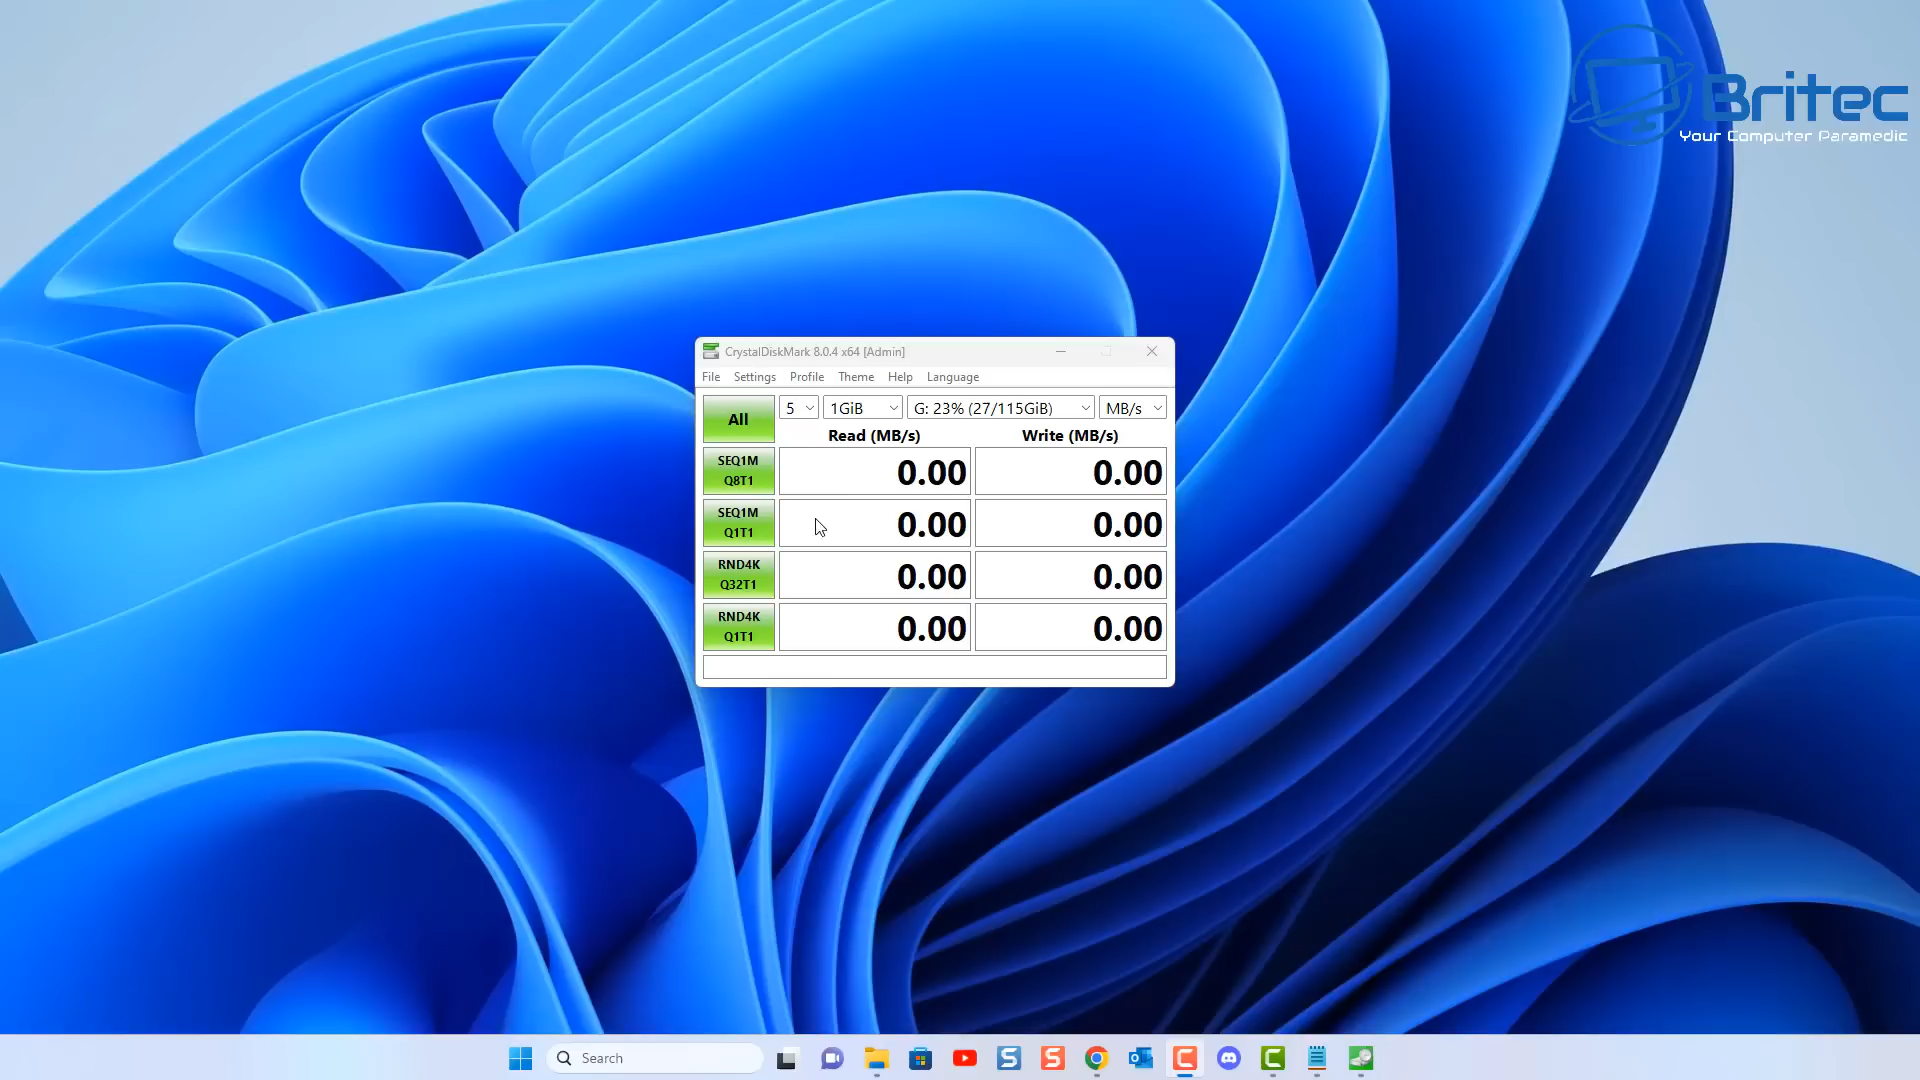 Britec
Your Computer Paramedic
CrystalDiskMark 8.0.4 x64 [Admin]
File Settings Profile Theme Help Language
All 5 1GiB G: 23% (27/115GiB) MB/s
Read (MB/s) Write (MB/s)
SEQ1M
Q8T1
0.00 0.00
SEQ1M
Q1T1
0.00 0.00
RND4K
Q32T1
0.00 0.00
RND4K
Q1T1
0.00 0.00
Search